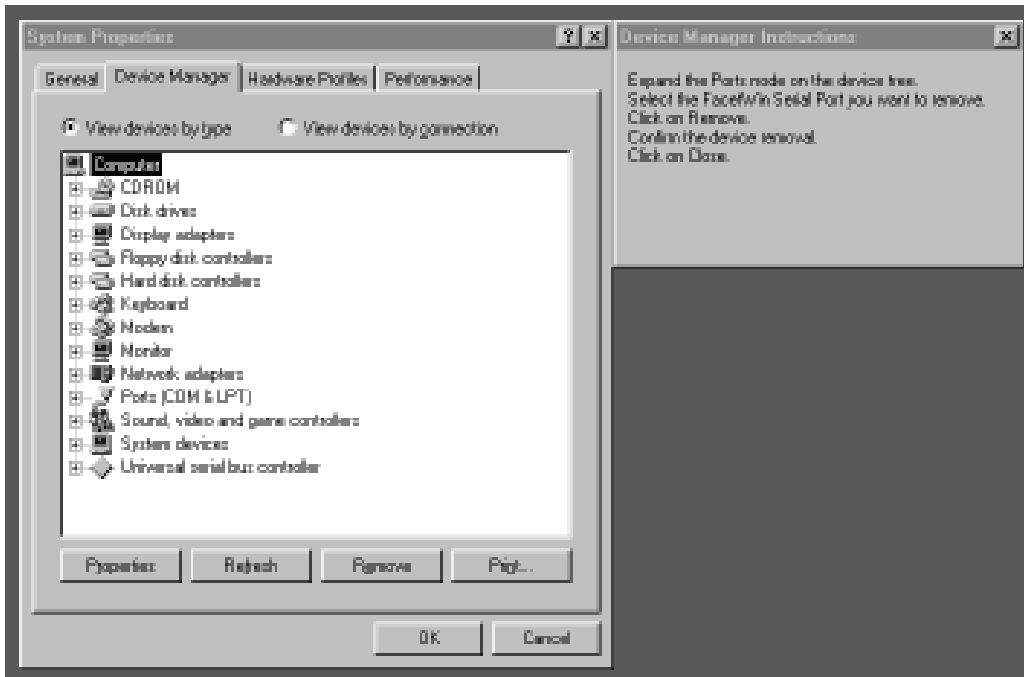 System Properties
General
Device Manager
Hardware Profiles
Performance
View devices by type
View devices by connection
Computer
CDROM
Disk drives
Display adapters
Floppy disk controllers
Hard disk controllers
Keyboard
Modem
Monitor
Network adapters
Ports (COM & LPT)
Sound, video and game controllers
System devices
Universal serial bus controller
Properties
Refresh
Remove
Print...
OK
Cancel
Device Manager Instructions
Expand the Ports node on the device tree.
Select the FacetWin Serial Port you want to remove.
Click on Remove.
Confirm the device removal.
Click on Close.